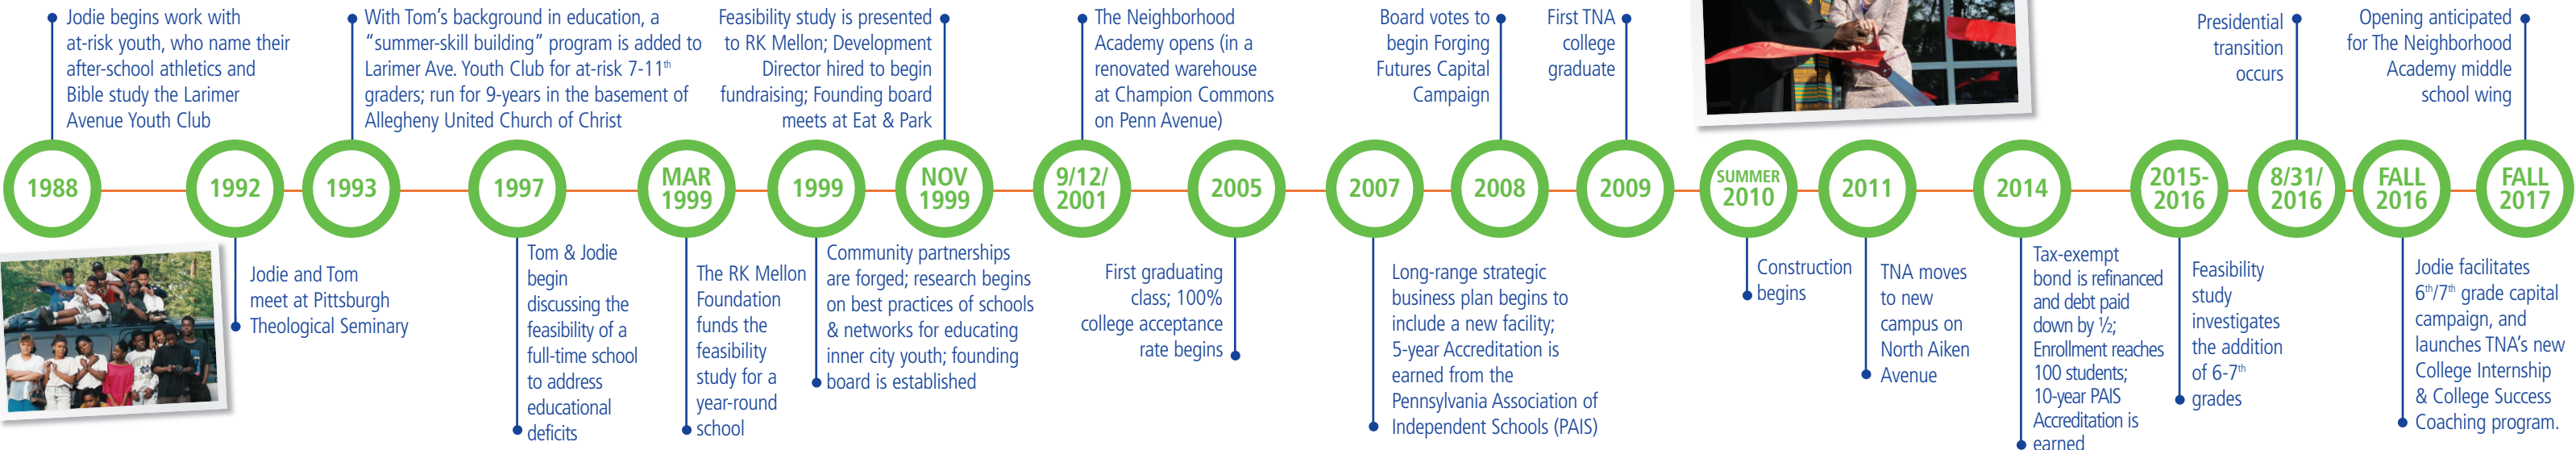 Jodie begins work with
at-risk youth, who name their
after-school athletics and
Bible study the Larimer
Avenue Youth Club
With Tom’s background in education, a
“summer-skill building” program is added to
Larimer Ave. Youth Club for at-risk 7-11th
graders; run for 9-years in the basement of
Allegheny United Church of Christ
Feasibility study is presented
to RK Mellon; Development
Director hired to begin
fundraising; Founding board
meets at Eat & Park
The Neighborhood
Academy opens (in a
renovated warehouse
at Champion Commons
on Penn Avenue)
Board votes to
begin Forging
Futures Capital
Campaign
First TNA
college
graduate
Presidential
transition
occurs
Opening anticipated
for The Neighborhood
Academy middle
school wing
1988
1992
1993
1997
MAR
1999
1999
NOV
1999
9/12/
2001
2005
2007
2008
2009
SUMMER
2010
2011
2014
2015-
2016
8/31/
2016
FALL
2016
FALL
2017
Jodie and Tom
meet at Pittsburgh
Theological Seminary
Tom & Jodie
begin
discussing the
feasibility of a
full-time school
to address
educational
deficits
The RK Mellon
Foundation
funds the
feasibility
study for a
year-round
school
Community partnerships
are forged; research begins
on best practices of schools
& networks for educating
inner city youth; founding
board is established
First graduating
class; 100%
college acceptance
rate begins
Long-range strategic
business plan begins to
include a new facility;
5-year Accreditation is
earned from the
Pennsylvania Association of
Independent Schools (PAIS)
Construction
begins
TNA moves
to new
campus on
North Aiken
Avenue
Tax-exempt
bond is refinanced
and debt paid
down by ½;
Enrollment reaches
100 students;
10-year PAIS
Accreditation is
earned
Feasibility
study
investigates
the addition
of 6-7th
grades
Jodie facilitates
6th/7th grade capital
campaign, and
launches TNA’s new
College Internship
& College Success
Coaching program.